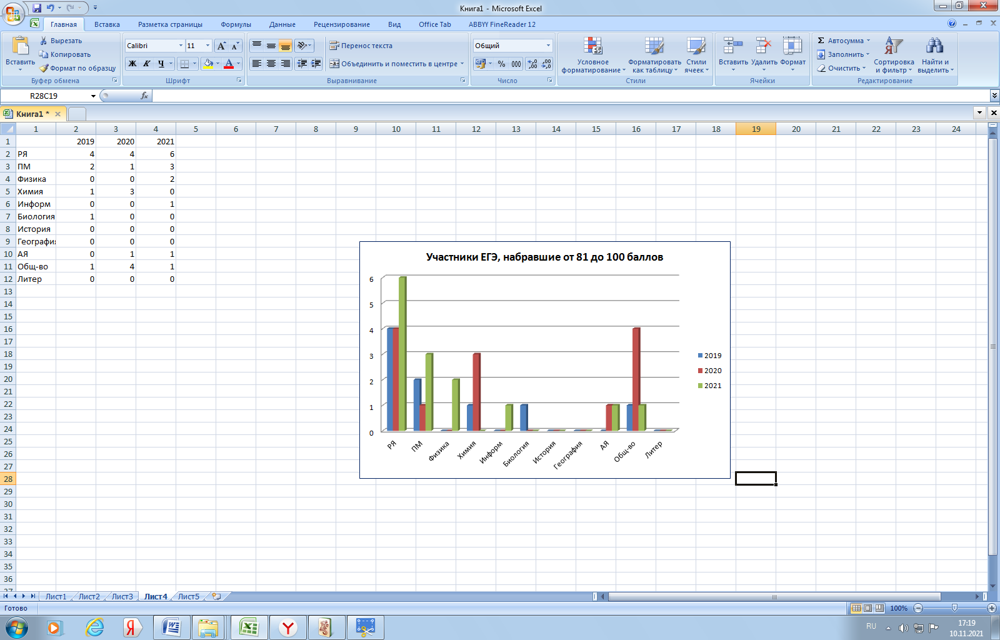 Книга1 - Microsoft Excel
Главная Вставка Разметка страницы Формулы Данные Рецензирование Вид Office Tab ABBYY FineReader 12
Вставить
Вырезать
Копировать
Формат по образцу
Буфер обмена
Calibri 11
Ж К Ч
Шрифт
Перенос текста
Объединить и поместить в центре
Выравнивание
Общий
% 000
Число
Условное форматирование
Форматировать как таблицу
Стили ячеек
Стили
Вставить Удалить Формат
Ячейки
Автосумма
Заполнить
Очистить
Сортировка и фильтр
Найти и выделить
Редактирование
R28C19
Книга1 *
1 2 3 4 5 6 7 8 9 10 11 12 13 14 15 16 17 18 19 20 21 22 23 24
1 2019 2020 2021
2 РЯ 4 4 6
3 ПМ 2 1 3
4 Физика 0 0 2
5 Химия 1 3 0
6 Информ 0 0 1
7 Биология 1 0 0
8 История 0 0 0
9 География 0 0 0
10 АЯ 0 1 1
11 Общ-во 1 4 1
12 Литер 0 0 0
13
14
15
16
17
18
19
20
21
22
23
24
25
26
27
28
29
30
31
32
33
34
35
36
37
Участники ЕГЭ, набравшие от 81 до 100 баллов
6
5
4
3
2
1
0
РЯ ПМ Физика Химия Информ Биология История География АЯ Общ-во Литер
2019
2020
2021
Лист1 Лист2 Лист3 Лист4 Лист5
Готово
100%
RU
17:19
10.11.2021